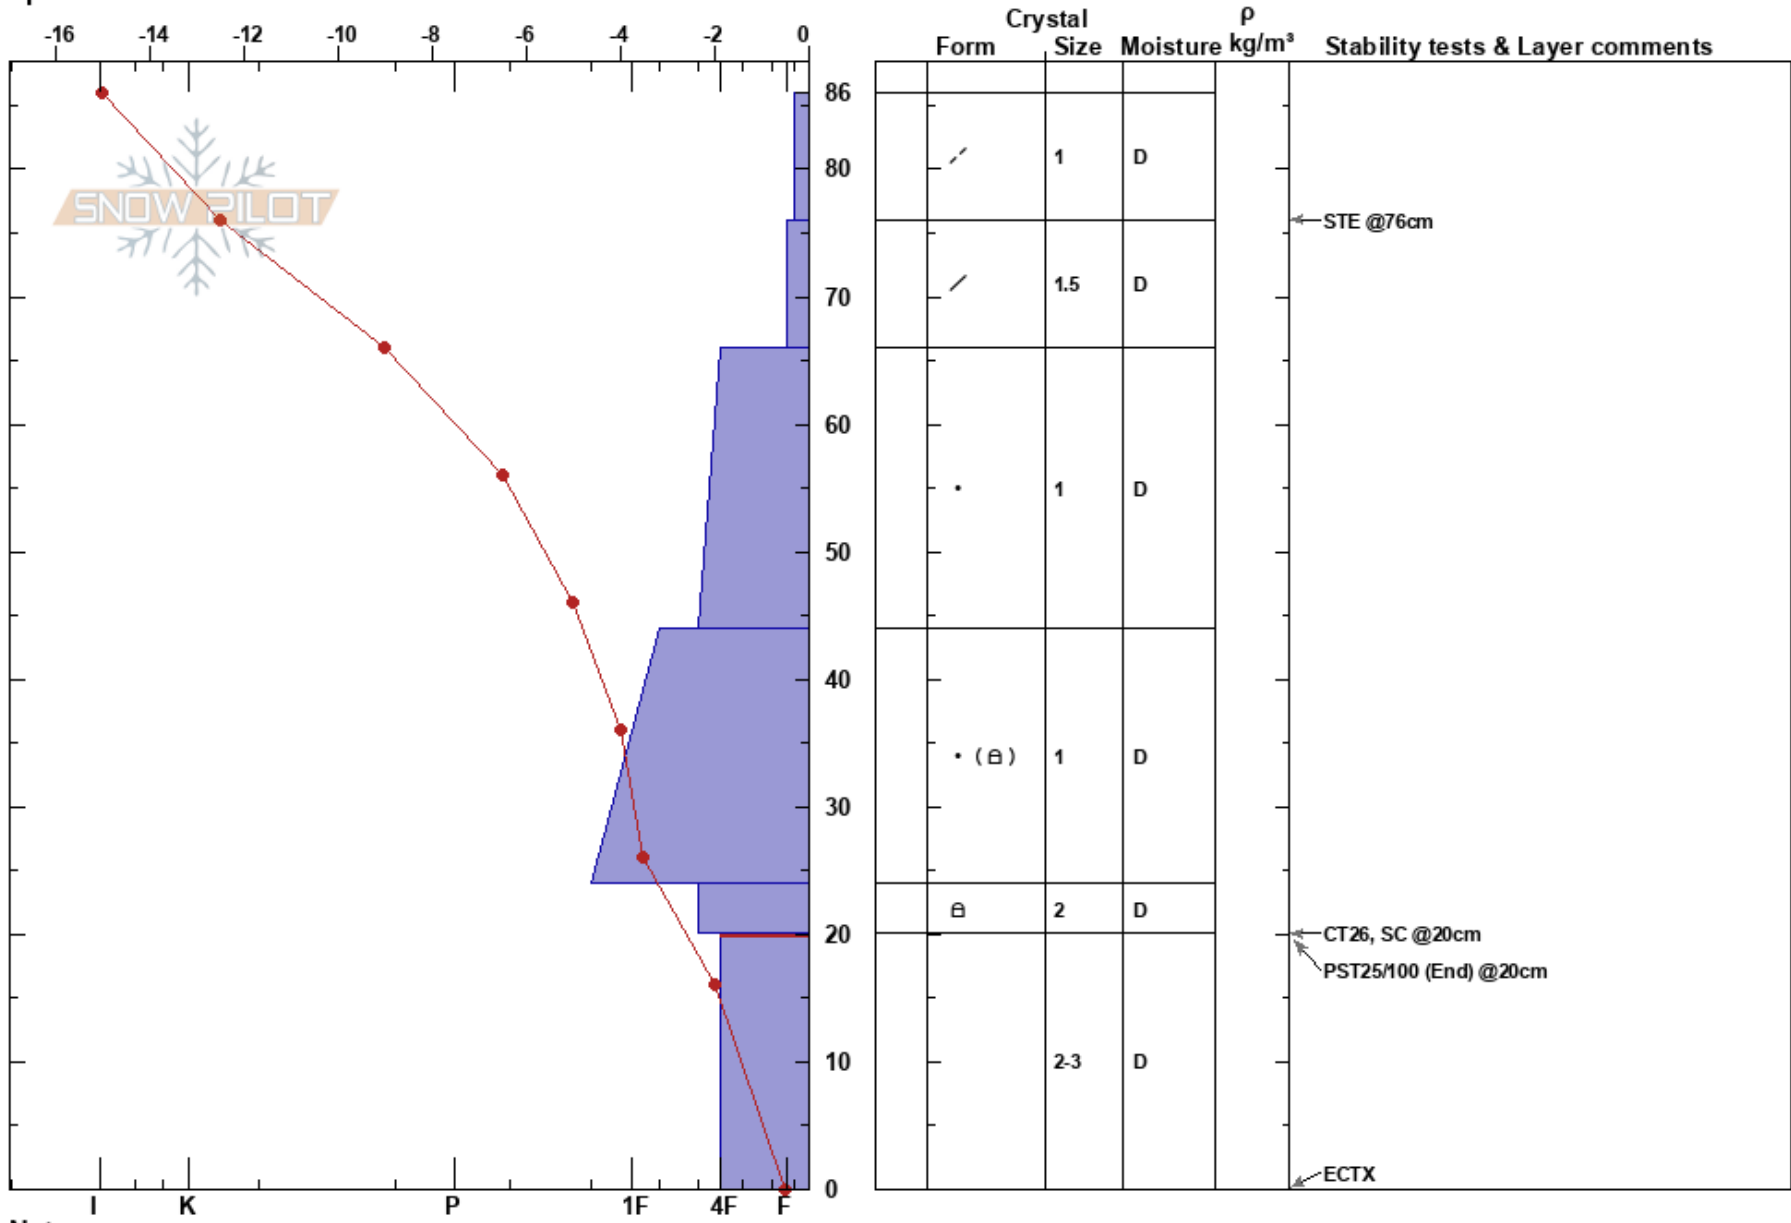 Crystal ρ
-16 -14 -12 -10 -8 -6 -4 -2 0 Form Size Moisture kg/m³ Stability tests & Layer comments
86
SNOW PILOT
80 1 D
STE @76cm
70 1.5 D
60
1 D
50
40
• (  ) 1 D
30
2 D
20 CT26, SC @20cm
PST25/100 (End) @20cm
10 2-3 D
0 ECTX
I K P 1F 4F F